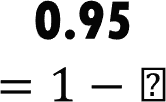 0.95
= 1 −